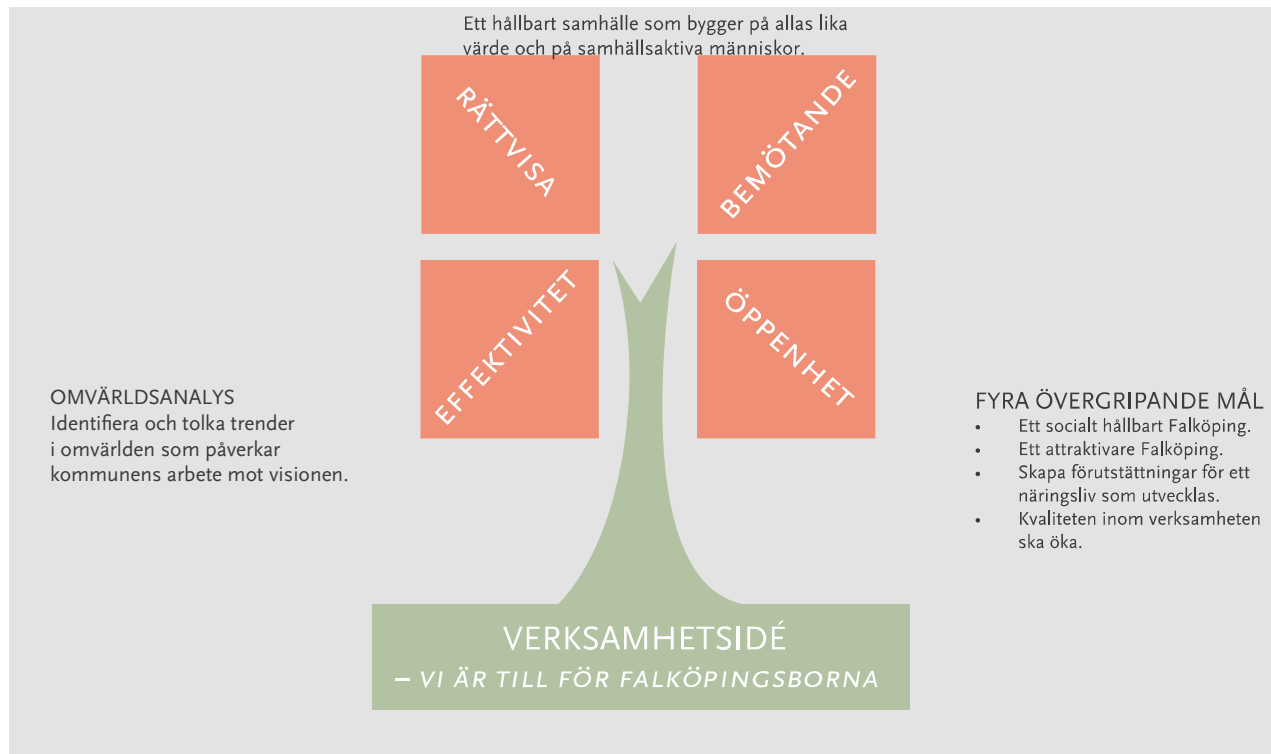 Ett hållbart samhälle som bygger på allas lika
värde och på samhällsaktiva människor.
RÄTTVISA
BEMÖTANDE
EFFEKTIVITET
ÖPPENHET
OMVÄRLDSANALYS
Identifiera och tolka trender
i omvärlden som påverkar
kommunens arbete mot visionen.
FYRA ÖVERGRIPANDE MÅL
• Ett socialt hållbart Falköping.
• Ett attraktivare Falköping.
• Skapa förutstättningar för ett
näringsliv som utvecklas.
• Kvaliteten inom verksamheten
ska öka.
VERKSAMHETSIDÉ
– VI ÄR TILL FÖR FALKÖPINGSBORNA